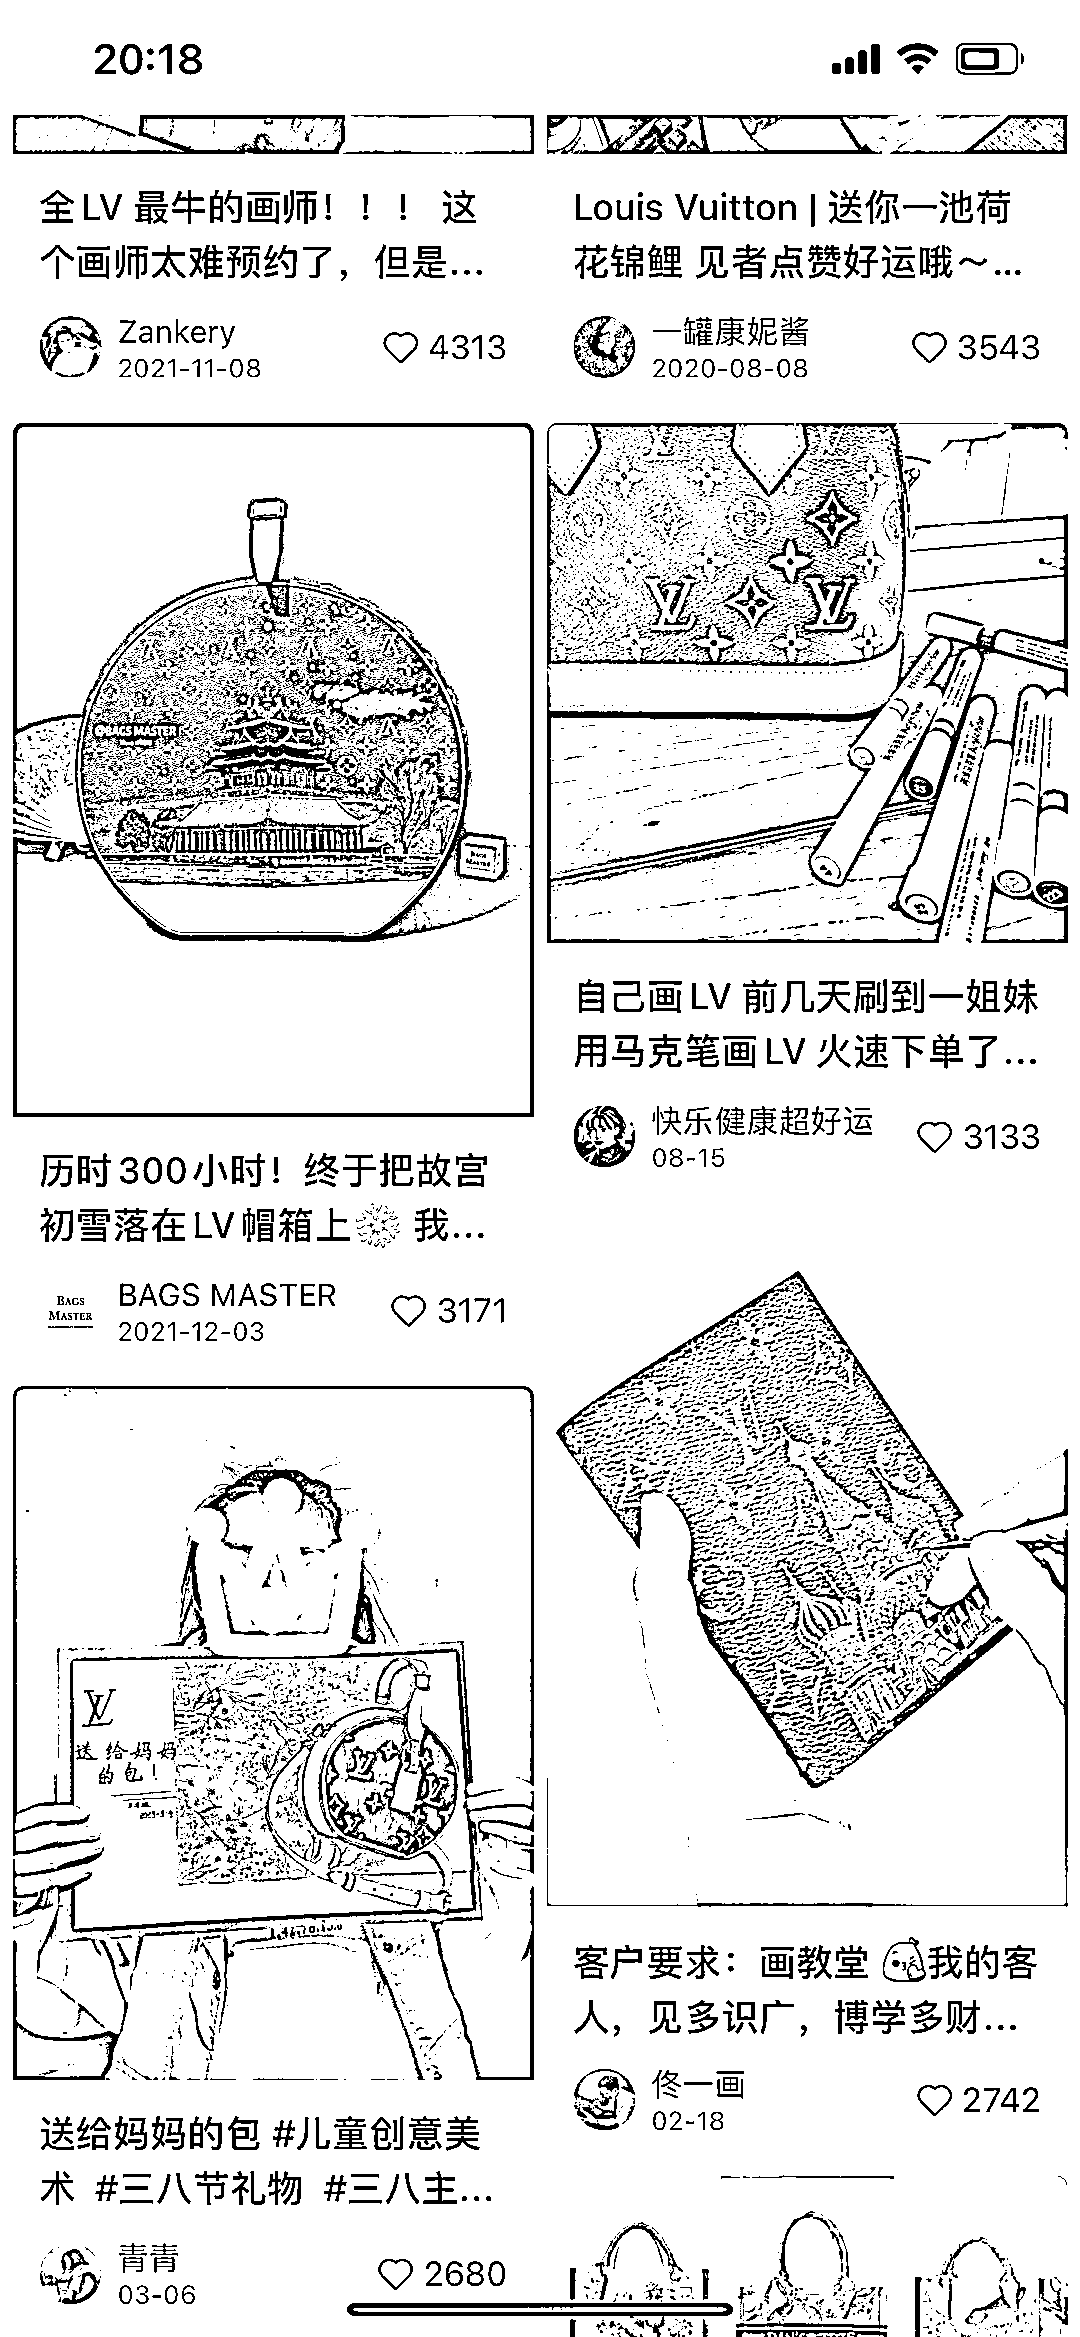 20:18
全LV 最牛的画师！！！ 这
个画师太难预约了，但是...
Zankery
2021-11-08
4313
Louis Vuitton | 送你一池荷
花锦鲤 见者点赞好运哦～...
一罐康妮酱
2020-08-08
3543
BAGS MASTER
历时300小时！终于把故宫
初雪落在LV帽箱上 我...
BAGS
MASTER
BAGS MASTER
2021-12-03
3171
自己画LV 前几天刷到一姐妹
用马克笔画LV 火速下单了...
快乐健康超好运
08-15
3133
LV
送给妈妈
的包！
送给妈妈的包 #儿童创意美
术 #三八节礼物 #三八主...
青青
03-06
2680
客户要求：画教堂 我的客
人，见多识广，博学多财...
佟一画
02-18
2742